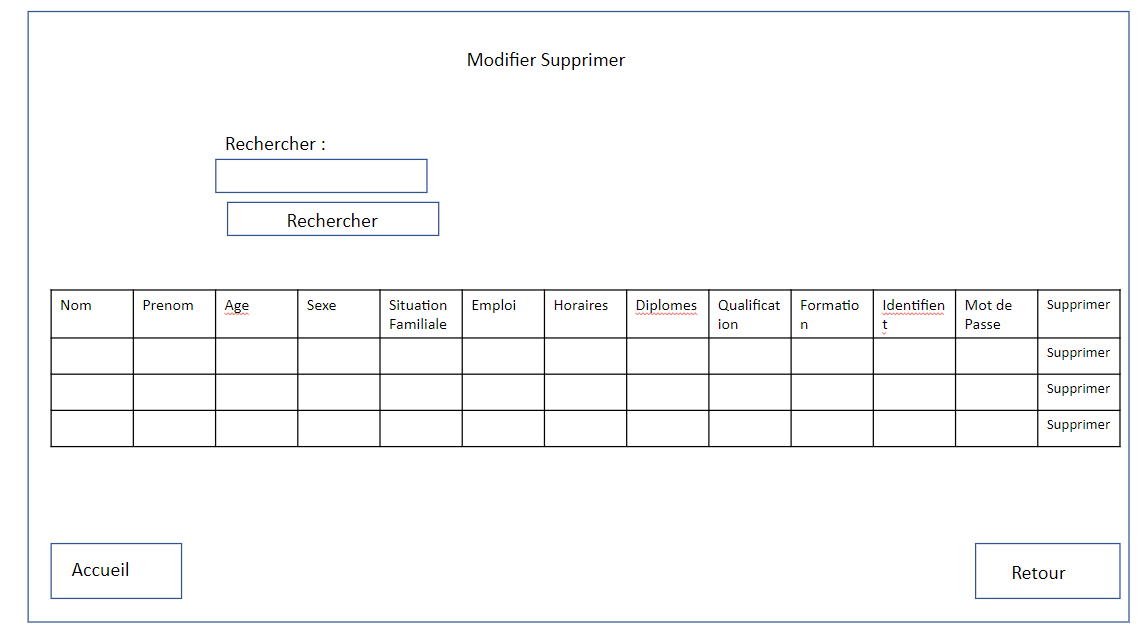 Modifier Supprimer
Rechercher :
Rechercher
Nom Prenom Age Sexe Situation Familiale Emploi Horaires Diplomes Qualification Formation Identifient Mot de Passe Supprimer
Supprimer
Supprimer
Supprimer
Accueil
Retour